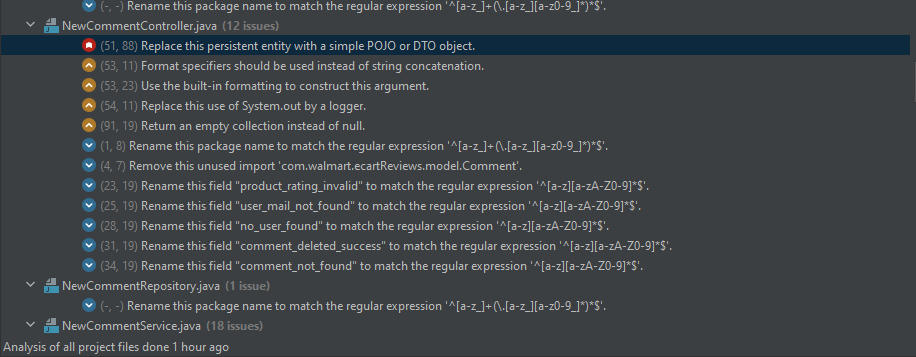 (-, -) Rename this package name to match the regular expression '^[a-z_]+(\.[a-z_][a-z0-9_]*)*$'.
NewCommentController.java (12 issues)
(51, 88) Replace this persistent entity with a simple POJO or DTO object.
(53, 11) Format specifiers should be used instead of string concatenation.
(53, 23) Use the built-in formatting to construct this argument.
(54, 11) Replace this use of System.out by a logger.
(91, 19) Return an empty collection instead of null.
(1, 8) Rename this package name to match the regular expression '^[a-z_]+(\.[a-z_][a-z0-9_]*)*$'.
(4, 7) Remove this unused import 'com.walmart.ecartReviews.model.Comment'.
(23, 19) Rename this field "product_rating_invalid" to match the regular expression '^[a-z][a-zA-Z0-9]*$'.
(25, 19) Rename this field "user_mail_not_found" to match the regular expression '^[a-z][a-zA-Z0-9]*$'.
(28, 19) Rename this field "no_user_found" to match the regular expression '^[a-z][a-zA-Z0-9]*$'.
(31, 19) Rename this field "comment_deleted_success" to match the regular expression '^[a-z][a-zA-Z0-9]*$'.
(34, 19) Rename this field "comment_not_found" to match the regular expression '^[a-z][a-zA-Z0-9]*$'.
NewCommentRepository.java (1 issue)
(-, -) Rename this package name to match the regular expression '^[a-z_]+(\.[a-z_][a-z0-9_]*)*$'.
NewCommentService.java (18 issues)
Analysis of all project files done 1 hour ago